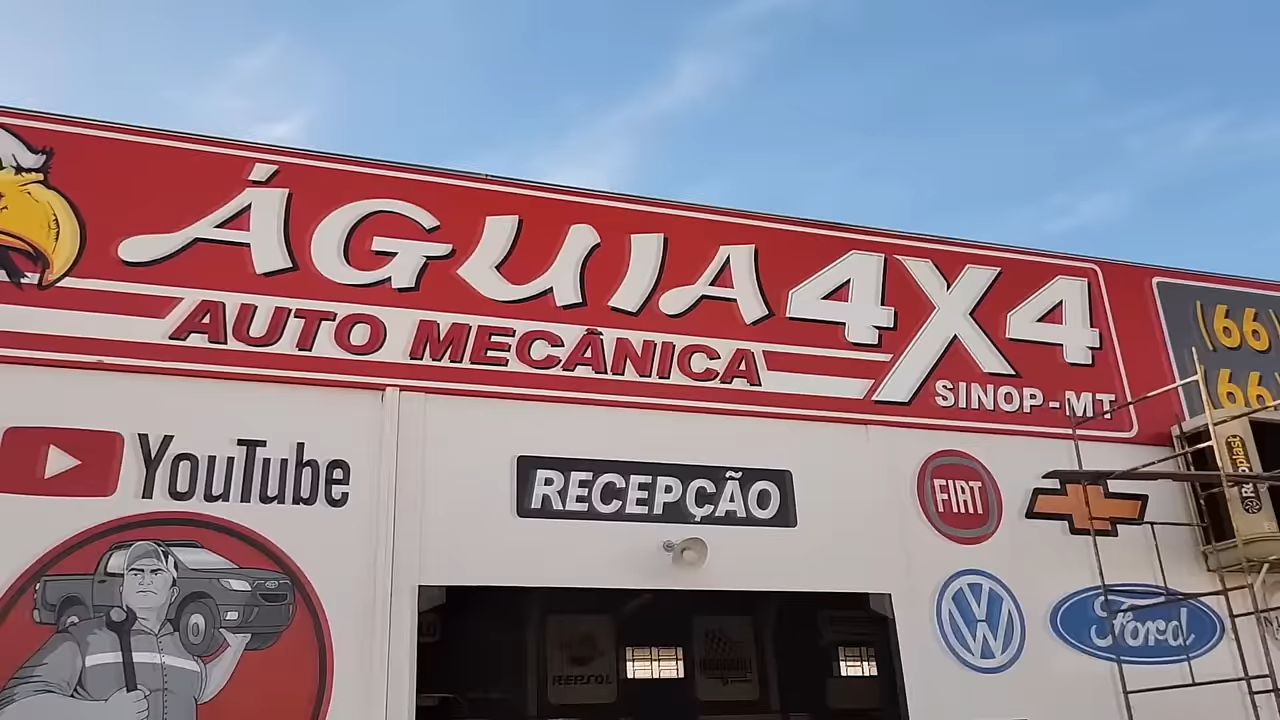 ÁGUIA 4X4
AUTO MECÂNICA
SINOP-MT
(66)
(66
YouTube
RECEPÇÃO
FIAT
Ford
REPSOL